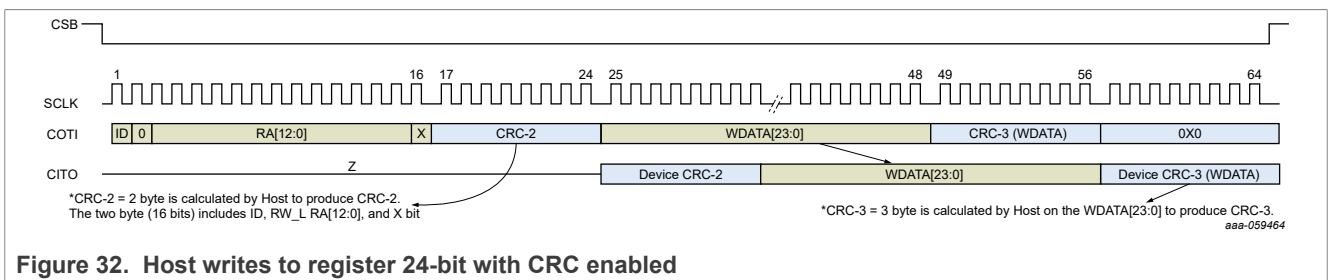 CSB
1 16 17 24 25 48 49 56 64
SCLK
COTI ID 0 RA[12:0] X CRC-2 WDATA[23:0] CRC-3 (WDATA) 0X0
Z
CITO Device CRC-2 WDATA[23:0] Device CRC-3 (WDATA)
*CRC-2 = 2 byte is calculated by Host to produce CRC-2.
The two byte (16 bits) includes ID, RW_L RA[12:0], and X bit
*CRC-3 = 3 byte is calculated by Host on the WDATA[23:0] to produce CRC-3.
aaa-059464
Figure 32. Host writes to register 24-bit with CRC enabled